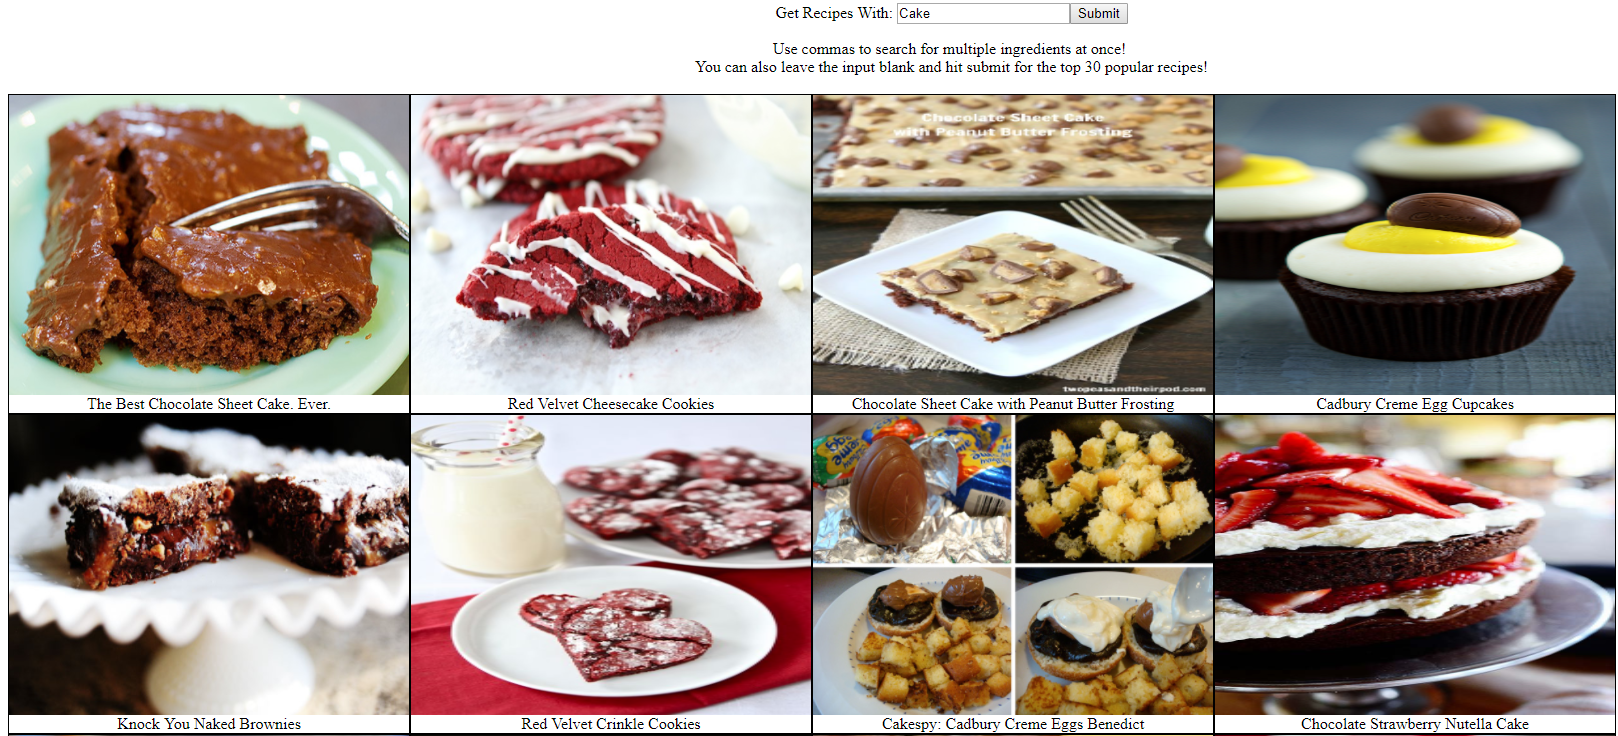 Get Recipes With: Cake Submit
Use commas to search for multiple ingredients at once!
You can also leave the input blank and hit submit for the top 30 popular recipes!
Chocolate Sheet Cake
with Peanut Butter Frosting
twopeasandtheirpod.com
The Best Chocolate Sheet Cake. Ever.
Red Velvet Cheesecake Cookies
Chocolate Sheet Cake with Peanut Butter Frosting
Cadbury Creme Egg Cupcakes
Knock You Naked Brownies
Red Velvet Crinkle Cookies
Cakespy: Cadbury Creme Eggs Benedict
Chocolate Strawberry Nutella Cake